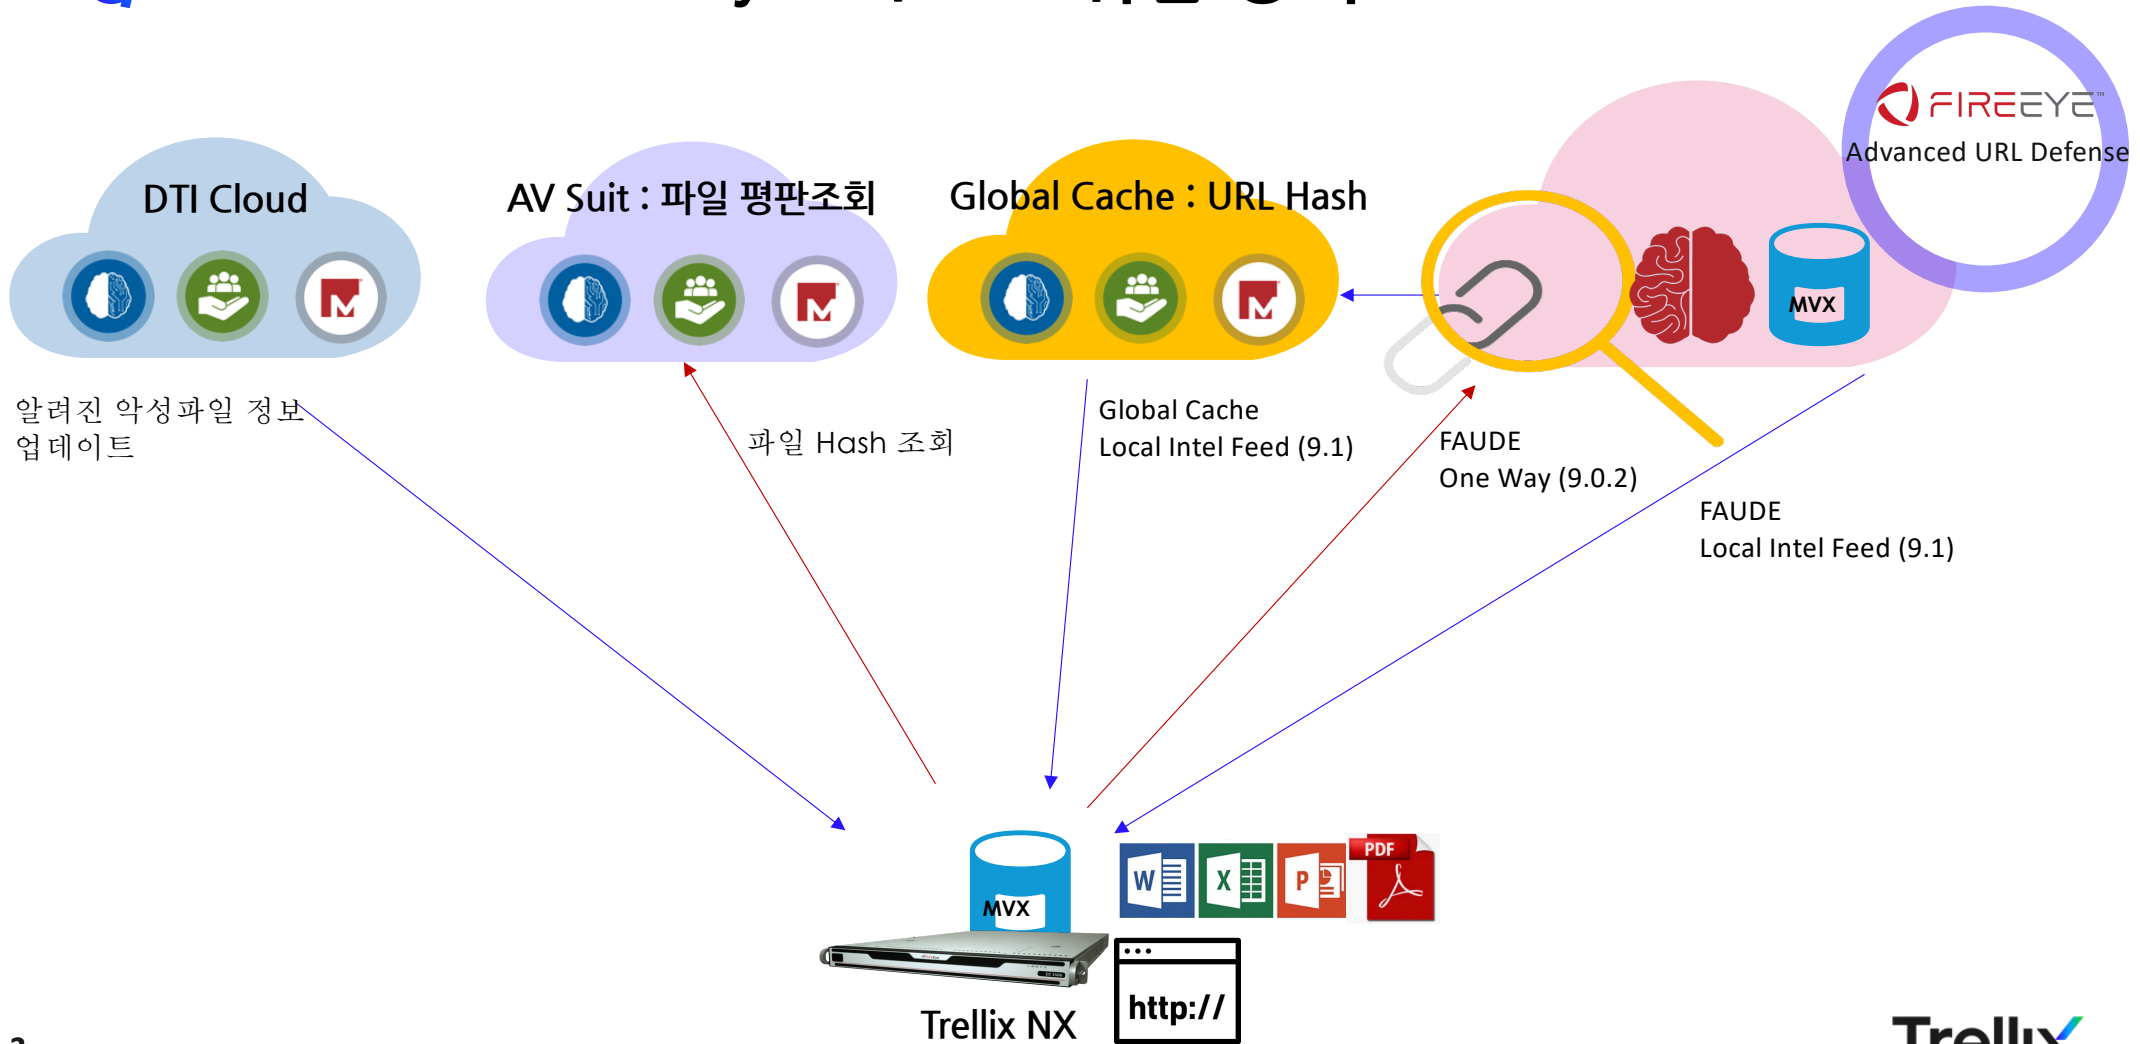 FIREEYE™
Advanced URL Defense
DTI Cloud
AV Suit : 파일 평판조회
Global Cache : URL Hash
MVX
알려진 악성파일 정보
업데이트
파일 Hash 조회
Global Cache
Local Intel Feed (9.1)
FAUDE
One Way (9.0.2)
FAUDE
Local Intel Feed (9.1)
MVX
W
X
P
PDF
http://
Trellix NX
Trellix